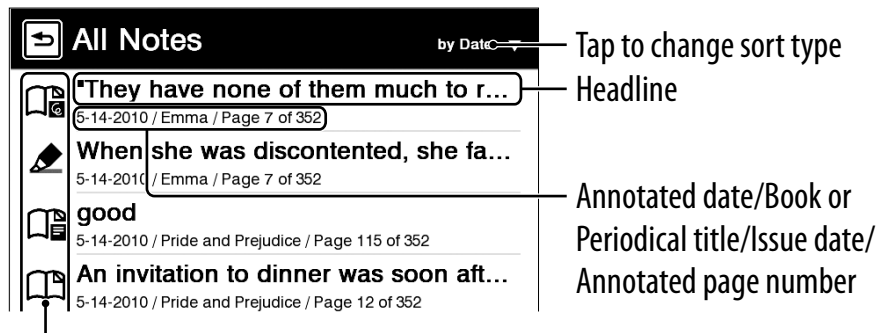 All Notes
by Date
Tap to change sort type
"They have none of them much to r...
Headline
5-14-2010 / Emma / Page 7 of 352
When she was discontented, she fa...
5-14-2010 / Emma / Page 7 of 352
good
5-14-2010 / Pride and Prejudice / Page 115 of 352
An invitation to dinner was soon aft...
5-14-2010 / Pride and Prejudice / Page 12 of 352
Annotated date/Book or
Periodical title/Issue date/
Annotated page number